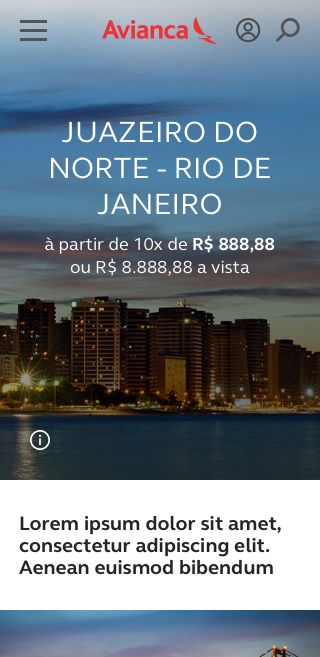 Avianca
JUAZEIRO DO
NORTE - RIO DE
JANEIRO
à partir de 10x de R$ 888,88
ou R$ 8.888,88 a vista
Lorem ipsum dolor sit amet,
consectetur adipiscing elit.
Aenean euismod bibendum